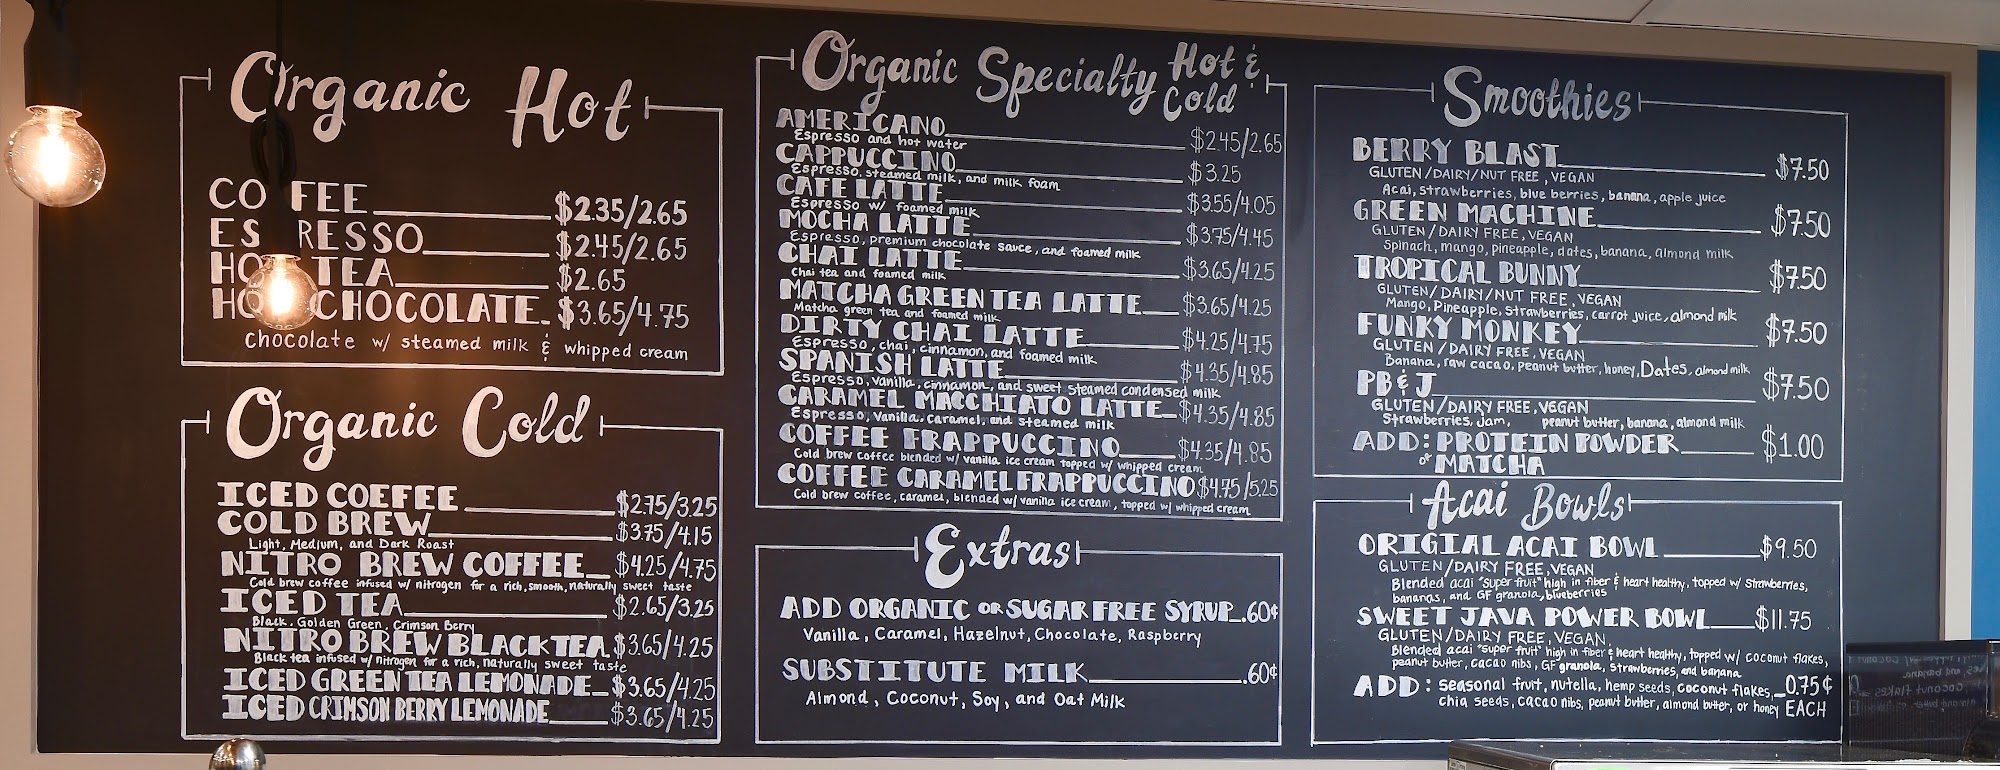 Organic Hot
COFFEE $2.35/2.65
ESPRESSO $2.45/2.65
HOT TEA $2.65
HOT CHOCOLATE $3.65/4.75
Chocolate w/ steamed milk & whipped cream
Organic Cold
ICED COFFEE $2.75/3.25
COLD BREW $3.75/4.15
Light, Medium, and Dark Roast
NITRO BREW COFFEE $4.25/4.75
Cold brew coffee infused w/ nitrogen for a rich, smooth, naturally sweet taste
ICED TEA $2.65/3.25
Black, Golden Green, Crimson Berry
NITRO BREW BLACK TEA $3.65/4.25
Black tea infused w/ nitrogen for a rich, naturally sweet taste
ICED GREEN TEA LEMONADE $3.65/4.25
ICED CRIMSON BERRY LEMONADE $3.65/4.25
Organic Specialty Hot & Cold
AMERICANO $2.45/2.65
Espresso and hot water
CAPPUCCINO $3.25
Espresso, steamed milk, and milk foam
CAFE LATTE $3.55/4.05
Espresso w/ foamed milk
MOCHA LATTE $3.75/4.45
Espresso, premium chocolate sauce, and foamed milk
CHAI LATTE $3.65/4.25
Chai tea and foamed milk
MATCHA GREEN TEA LATTE $3.65/4.25
Matcha green tea and foamed milk
DIRTY CHAI LATTE $4.25/4.75
Espresso, chai, cinnamon, and foamed milk
SPANISH LATTE $4.35/4.85
Espresso, vanilla, cinnamon, and sweet steamed condensed milk
CARAMEL MACCHIATO LATTE $4.35/4.85
Espresso, vanilla, caramel, and steamed milk
COFFEE FRAPPUCCINO $4.35/4.85
Cold brew coffee blended w/ vanilla ice cream topped w/ whipped cream
COFFEE CARAMEL FRAPPUCCINO $4.75/5.25
Cold brew coffee, caramel, blended w/ vanilla ice cream, topped w/ whipped cream
Extras
ADD ORGANIC OR SUGAR FREE SYRUP .60¢
Vanilla, Caramel, Hazelnut, Chocolate, Raspberry
SUBSTITUTE MILK .60¢
Almond, Coconut, Soy, and Oat Milk
Smoothies
BERRY BLAST $7.50
GLUTEN/DAIRY/NUT FREE, VEGAN
Acai, strawberries, blue berries, banana, apple juice
GREEN MACHINE $7.50
GLUTEN/DAIRY FREE, VEGAN
Spinach, mango, pineapple, dates, banana, almond milk
TROPICAL BUNNY $7.50
GLUTEN/DAIRY/NUT FREE, VEGAN
Mango, Pineapple, strawberries, carrot juice, almond milk
FUNKY MONKEY $7.50
GLUTEN/DAIRY FREE, VEGAN
Banana, raw cacao, peanut butter, honey, Dates, almond milk
PB & J $7.50
GLUTEN/DAIRY FREE, VEGAN
Strawberries, Jam, peanut butter, banana, almond milk
ADD: PROTEIN POWDER $1.00
or MATCHA
Acai Bowls
ORIGIAL ACAI BOWL $9.50
GLUTEN/DAIRY FREE, VEGAN
Blended acai "super fruit" high in fiber & heart healthy, topped w/ strawberries,
bananas, and GF granola, blueberries
SWEET JAVA POWER BOWL $11.75
GLUTEN/DAIRY FREE, VEGAN,
Blended acai "super fruit" high in fiber & heart healthy, topped w/ coconut flakes,
peanut butter, cacao nibs, GF granola, strawberries, and banana
ADD: seasonal fruit, nutella, hemp seeds, coconut flakes, 0.75¢
chia seeds, cacao nibs, peanut butter, almond butter, or honey EACH